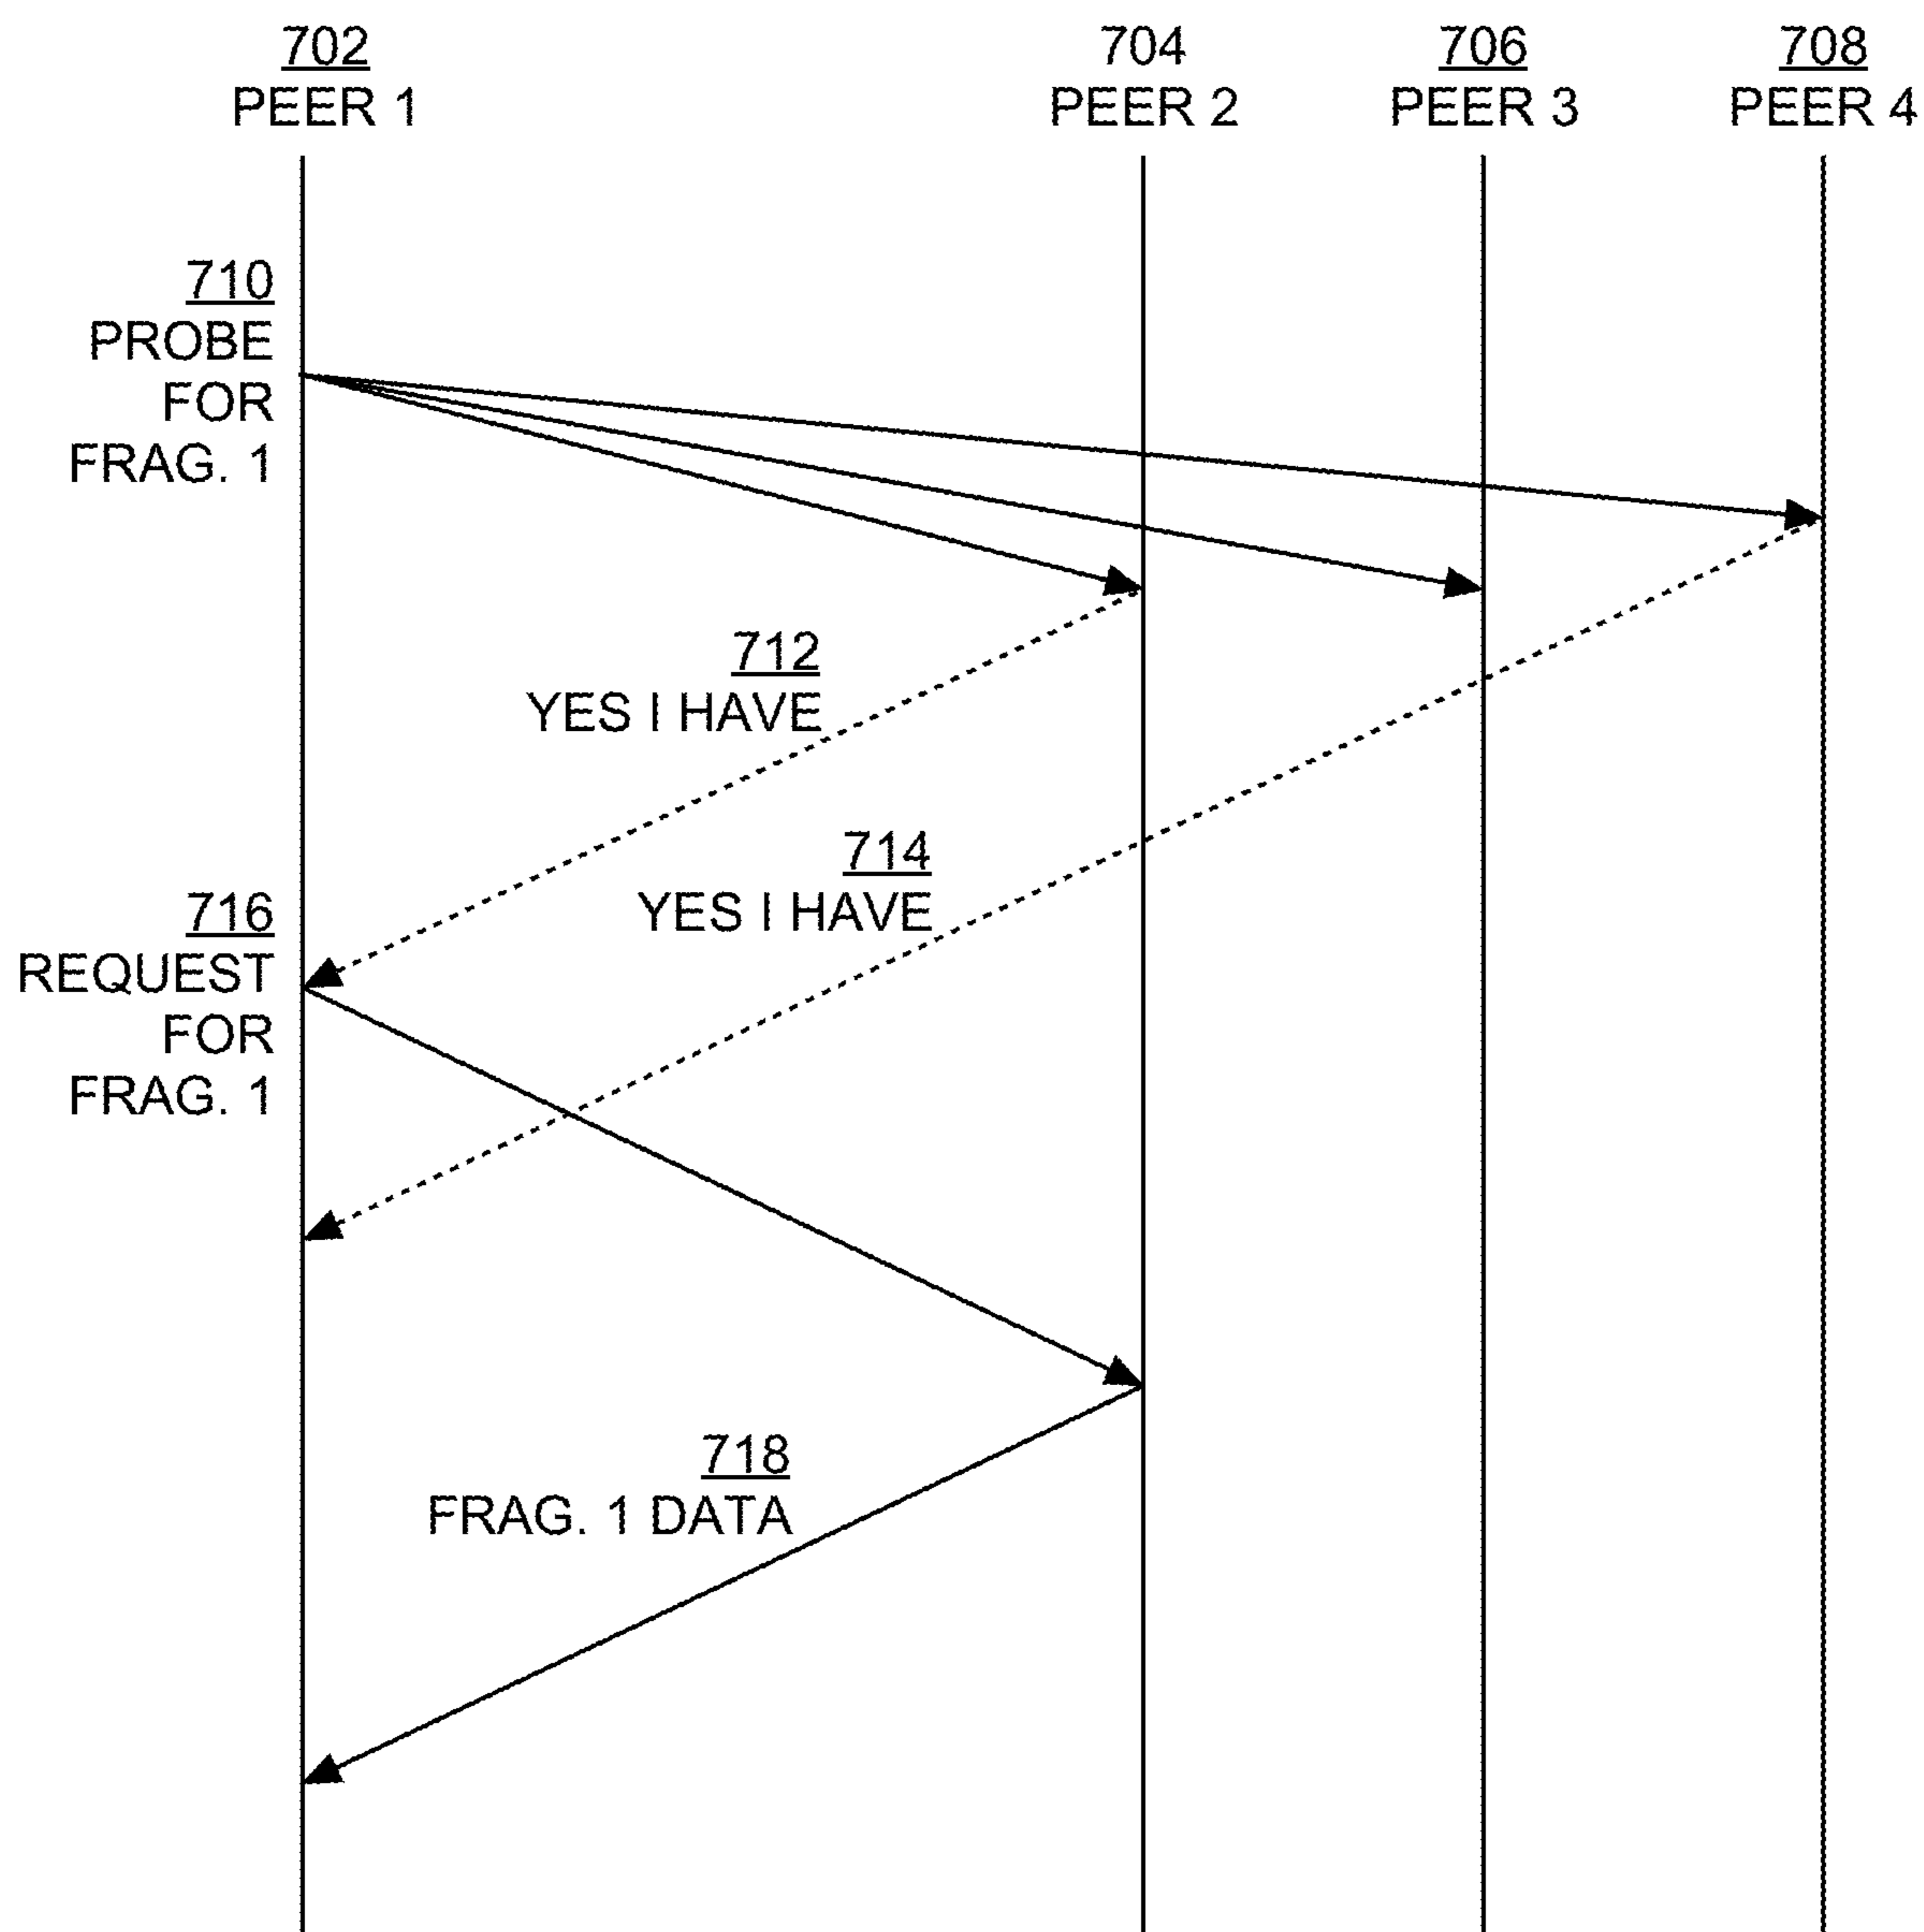 702
PEER 1
704
PEER 2
706
PEER 3
708
PEER 4
710
PROBE
FOR
FRAG. 1
712
YES I HAVE
714
YES I HAVE
716
REQUEST
FOR
FRAG. 1
718
FRAG. 1 DATA